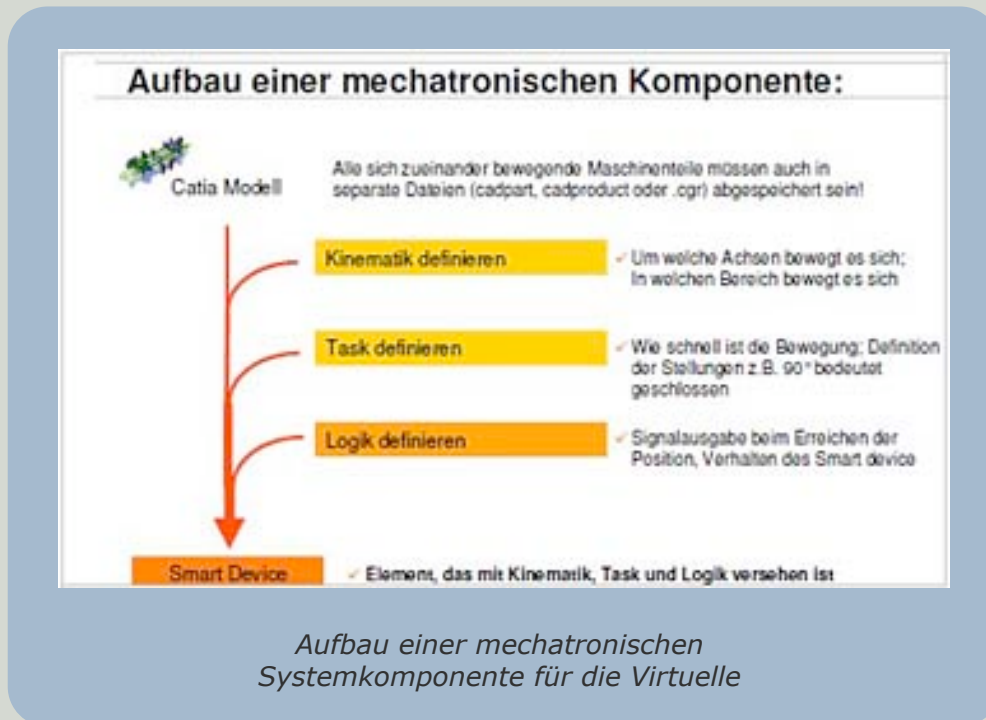 Aufbau einer mechatronischen Komponente:
Catia Modell
Alle sich zueinander bewegende Maschinenteile müssen auch in
separate Dateien (cadpart, cadproduct oder .cgr) abgespeichert sein!
Kinematik definieren
✓ Um welche Achsen bewegt es sich;
In welchen Bereich bewegt es sich
Task definieren
✓ Wie schnell ist die Bewegung; Definition
der Stellungen z.B. 90° bedeutet
geschlossen
Logik definieren
✓ Signalausgabe beim Erreichen der
Position, Verhalten des Smart device
Smart Device
✓ Element, das mit Kinematik, Task und Logik versehen ist
Aufbau einer mechatronischen
Systemkomponente für die Virtuelle